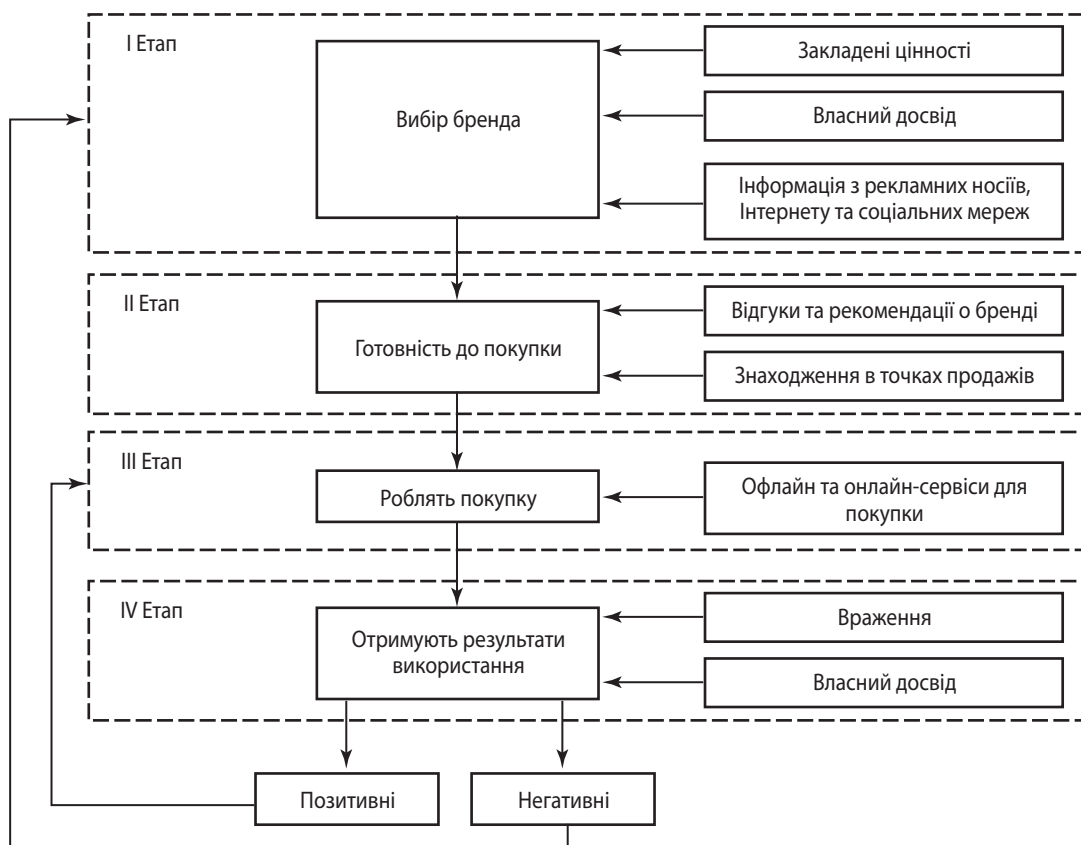 І Етап
Вибір бренда
Закладені цінності
Власний досвід
Інформація з рекламних носіїв,
Інтернету та соціальних мереж
ІІ Етап
Готовність до покупки
Відгуки та рекомендації о бренді
Знаходження в точках продажів
ІІІ Етап
Роблять покупку
Офлайн та онлайн-сервіси для
покупки
IV Етап
Отримують результати
використання
Враження
Власний досвід
Позитивні
Негативні